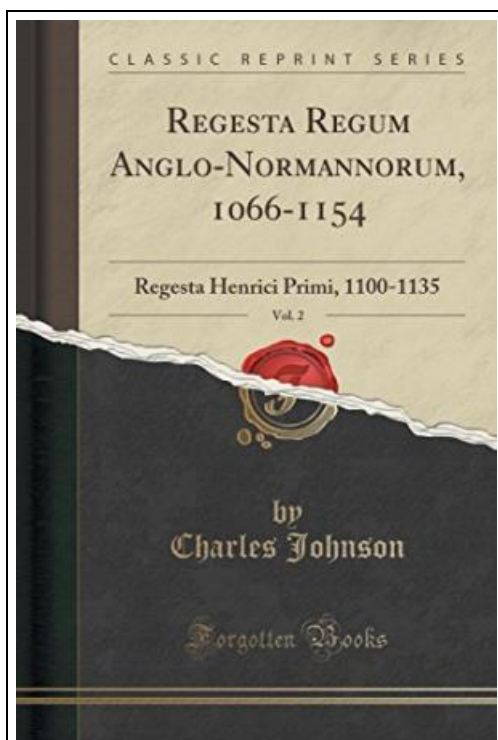 CLASSIC REPRINT SERIES
REGESTA REGUM
ANGLO-NORMANNORUM,
1066-1154
Regesta Henrici Primi, 1100-1135
Vol. 2
by
Charles Johnson
Forgotten Books